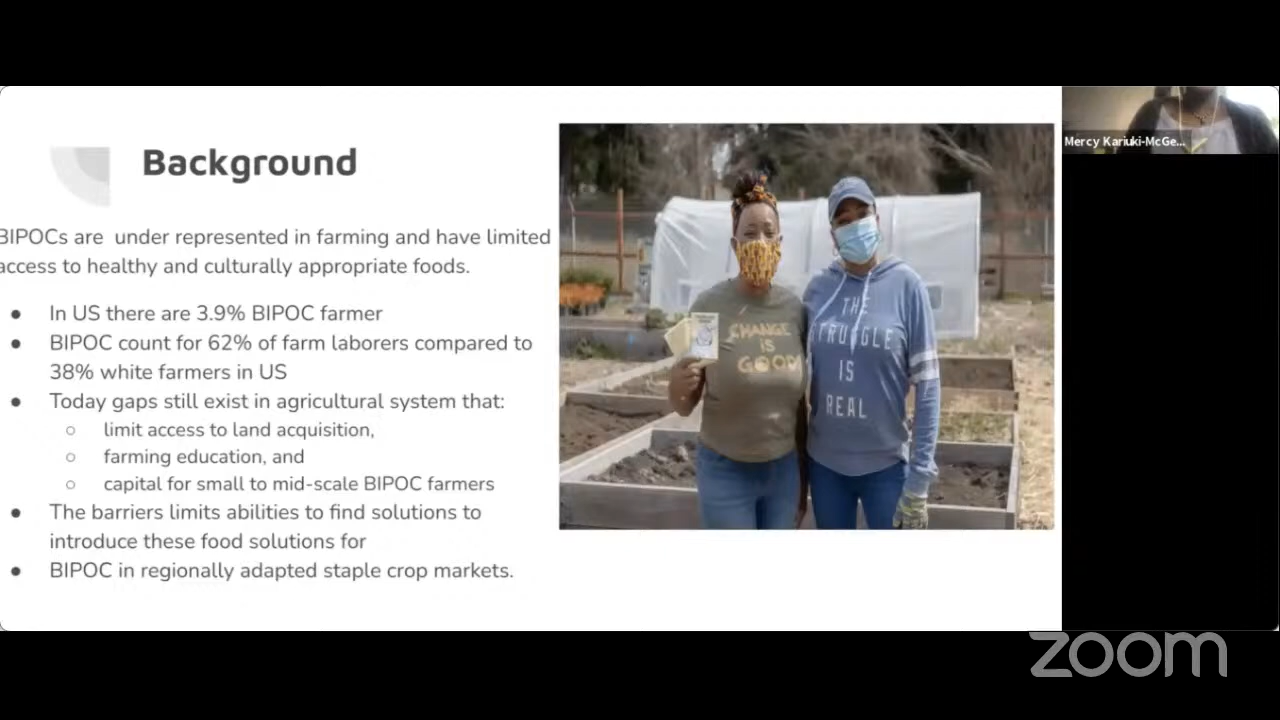 Background
BIPOCs are under represented in farming and have limited
access to healthy and culturally appropriate foods.
● In US there are 3.9% BIPOC farmer
● BIPOC count for 62% of farm laborers compared to
38% white farmers in US
● Today gaps still exist in agricultural system that:
○ limit access to land acquisition,
○ farming education, and
○ capital for small to mid-scale BIPOC farmers
● The barriers limits abilities to find solutions to
introduce these food solutions for
● BIPOC in regionally adapted staple crop markets.
CHANGE
IS
GOOD
THE
STRUGGLE
IS
REAL
Mercy Kariuki-McGe...
zoom